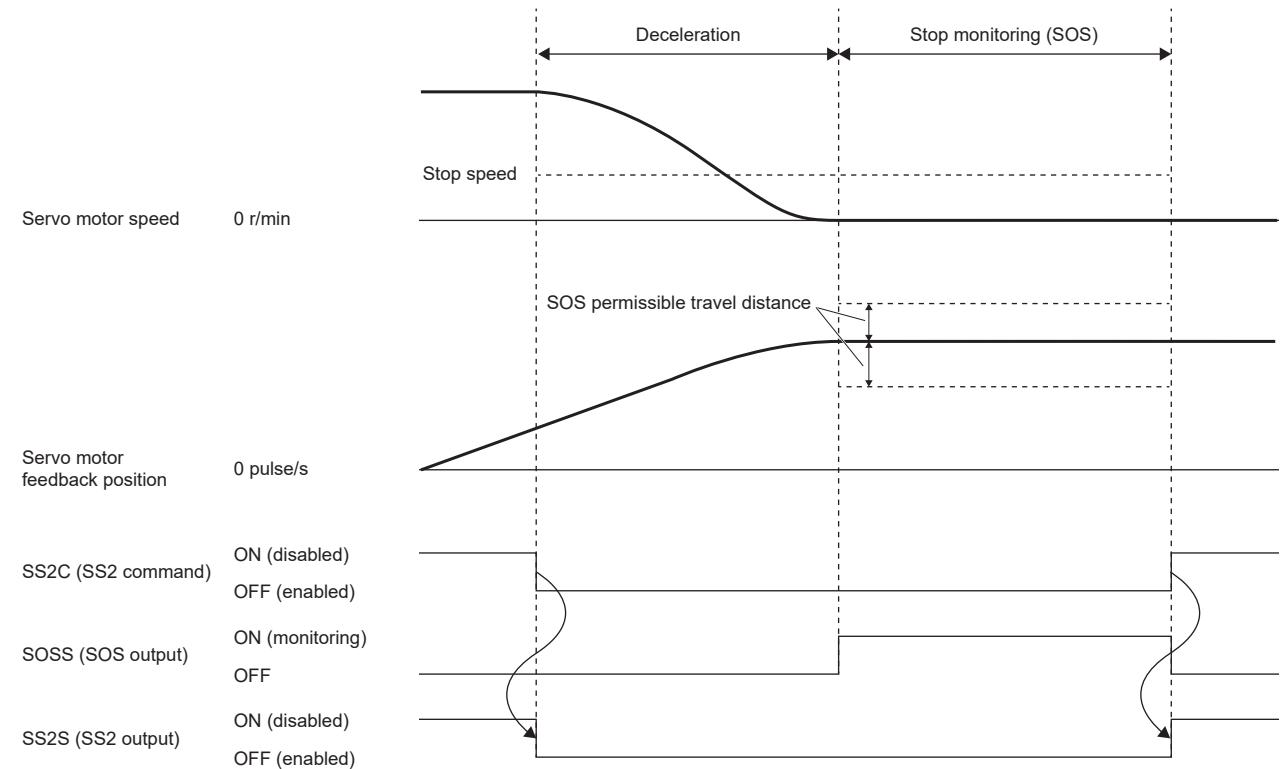 Deceleration
Stop monitoring (SOS)
Stop speed
Servo motor speed
0 r/min
SOS permissible travel distance
Servo motor
feedback position
0 pulse/s
SS2C (SS2 command)
ON (disabled)
OFF (enabled)
SOSS (SOS output)
ON (monitoring)
OFF
SS2S (SS2 output)
ON (disabled)
OFF (enabled)